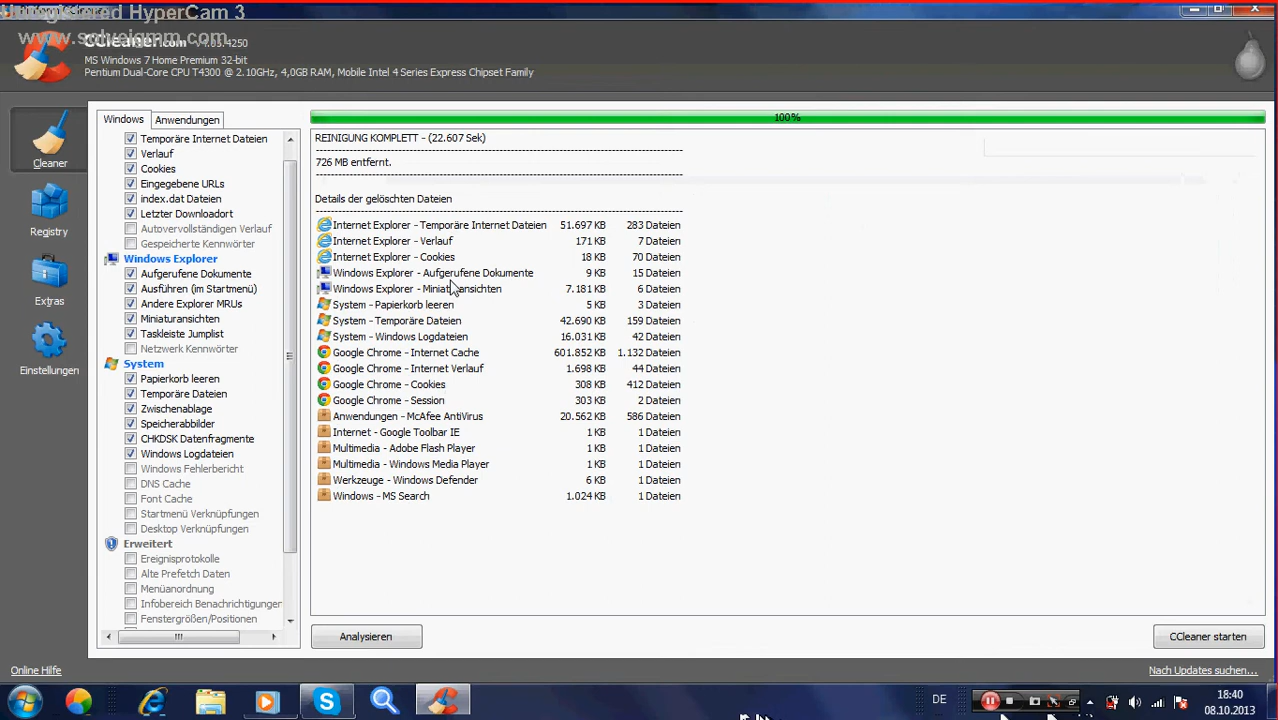 HyperCam 3
www.solveigmm.com
CCleaner.com v4.05.4250
MS Windows 7 Home Premium 32-bit
Pentium Dual-Core CPU T4300 @ 2.10GHz, 4,0GB RAM, Mobile Intel 4 Series Express Chipset Family
Cleaner
Registry
Extras
Einstellungen
Windows
Anwendungen
Temporäre Internet Dateien
Verlauf
Cookies
Eingegebene URLs
index.dat Dateien
Letzter Downloadort
Autovervollständigen Verlauf
Gespeicherte Kennwörter
Windows Explorer
Aufgerufene Dokumente
Ausführen (im Startmenü)
Andere Explorer MRUs
Miniaturansichten
Taskleiste Jumplist
Netzwerk Kennwörter
System
Papierkorb leeren
Temporäre Dateien
Zwischenablage
Speicherabbilder
CHKDSK Datenfragmente
Windows Logdateien
Windows Fehlerbericht
DNS Cache
Font Cache
Startmenü Verknüpfungen
Desktop Verknüpfungen
Erweitert
Ereignisprotokolle
Alte Prefetch Daten
Menüanordnung
Infobereich Benachrichtigunger
Fenstergrößen/Positionen
100%
REINIGUNG KOMPLETT - (22.607 Sek)
726 MB entfernt.
Details der gelöschten Dateien
Internet Explorer - Temporäre Internet Dateien 51.697 KB 283 Dateien
Internet Explorer - Verlauf 171 KB 7 Dateien
Internet Explorer - Cookies 18 KB 70 Dateien
Windows Explorer - Aufgerufene Dokumente 9 KB 15 Dateien
Windows Explorer - Miniaturansichten 7.181 KB 6 Dateien
System - Papierkorb leeren 5 KB 3 Dateien
System - Temporäre Dateien 42.690 KB 159 Dateien
System - Windows Logdateien 16.031 KB 42 Dateien
Google Chrome - Internet Cache 601.852 KB 1.132 Dateien
Google Chrome - Internet Verlauf 1.698 KB 44 Dateien
Google Chrome - Cookies 308 KB 412 Dateien
Google Chrome - Session 303 KB 2 Dateien
Anwendungen - McAfee AntiVirus 20.562 KB 586 Dateien
Internet - Google Toolbar IE 1 KB 1 Dateien
Multimedia - Adobe Flash Player 1 KB 1 Dateien
Multimedia - Windows Media Player 1 KB 1 Dateien
Werkzeuge - Windows Defender 6 KB 1 Dateien
Windows - MS Search 1.024 KB 1 Dateien
Analysieren
CCleaner starten
Online Hilfe
Nach Updates suchen...
DE
18:40
08.10.2013